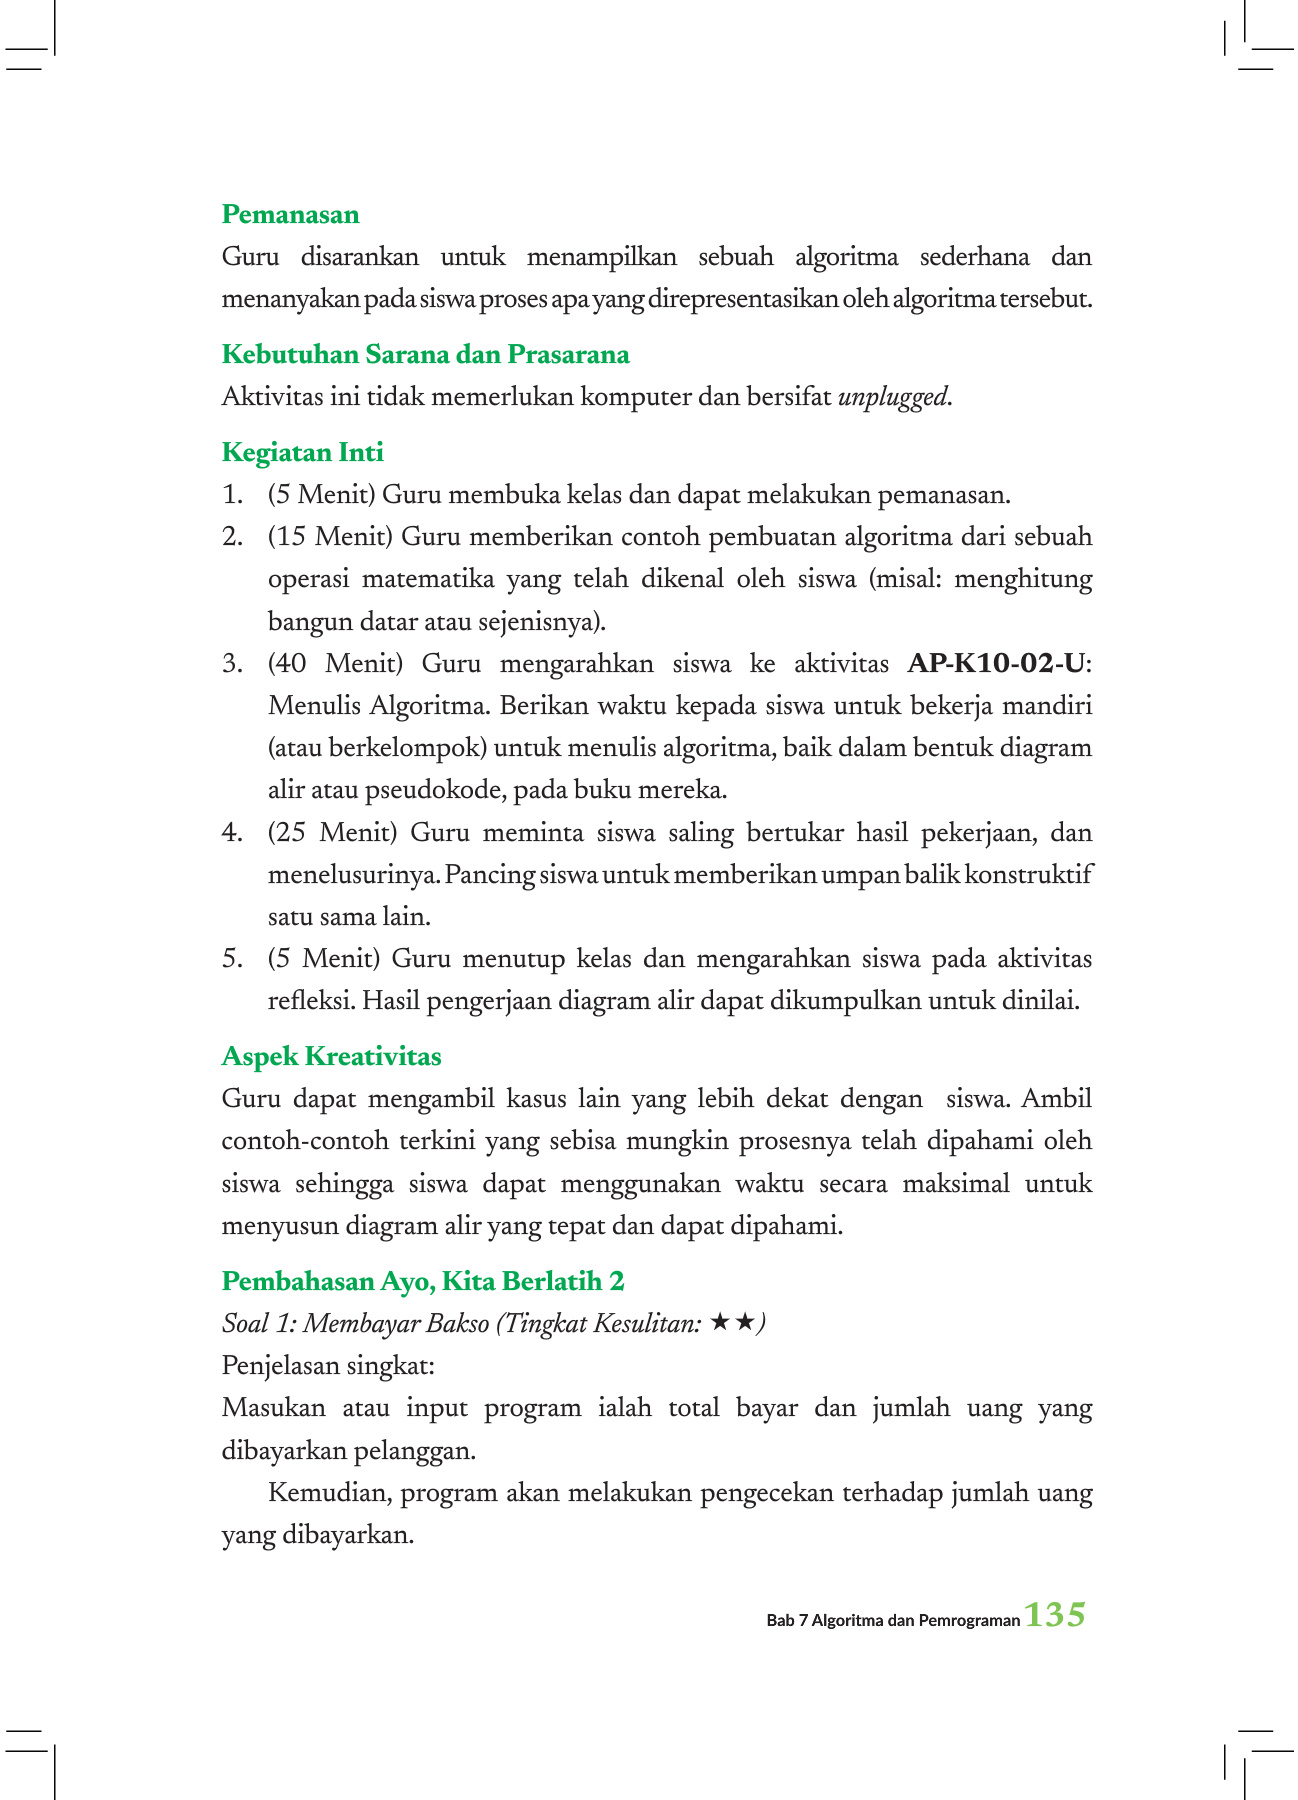 Pemanasan
Guru disarankan untuk menampilkan sebuah algoritma sederhana dan
menanyakan pada siswa proses apa yang direpresentasikan oleh algoritma tersebut.
Kebutuhan Sarana dan Prasarana
Aktivitas ini tidak memerlukan komputer dan bersifat unplugged.
Kegiatan Inti
1. (5 Menit) Guru membuka kelas dan dapat melakukan pemanasan.
2. (15 Menit) Guru memberikan contoh pembuatan algoritma dari sebuah
operasi matematika yang telah dikenal oleh siswa (misal: menghitung
bangun datar atau sejenisnya).
3. (40 Menit) Guru mengarahkan siswa ke aktivitas AP-K10-02-U:
Menulis Algoritma. Berikan waktu kepada siswa untuk bekerja mandiri
(atau berkelompok) untuk menulis algoritma, baik dalam bentuk diagram
alir atau pseudokode, pada buku mereka.
4. (25 Menit) Guru meminta siswa saling bertukar hasil pekerjaan, dan
menelusurinya. Pancing siswa untuk memberikan umpan balik konstruktif
satu sama lain.
5. (5 Menit) Guru menutup kelas dan mengarahkan siswa pada aktivitas
refleksi. Hasil pengerjaan diagram alir dapat dikumpulkan untuk dinilai.
Aspek Kreativitas
Guru dapat mengambil kasus lain yang lebih dekat dengan siswa. Ambil
contoh-contoh terkini yang sebisa mungkin prosesnya telah dipahami oleh
siswa sehingga siswa dapat menggunakan waktu secara maksimal untuk
menyusun diagram alir yang tepat dan dapat dipahami.
Pembahasan Ayo, Kita Berlatih 2
Soal 1: Membayar Bakso (Tingkat Kesulitan: ★★)
Penjelasan singkat:
Masukan atau input program ialah total bayar dan jumlah uang yang
dibayarkan pelanggan.
Kemudian, program akan melakukan pengecekan terhadap jumlah uang
yang dibayarkan.
Bab 7 Algoritma dan Pemrograman 135